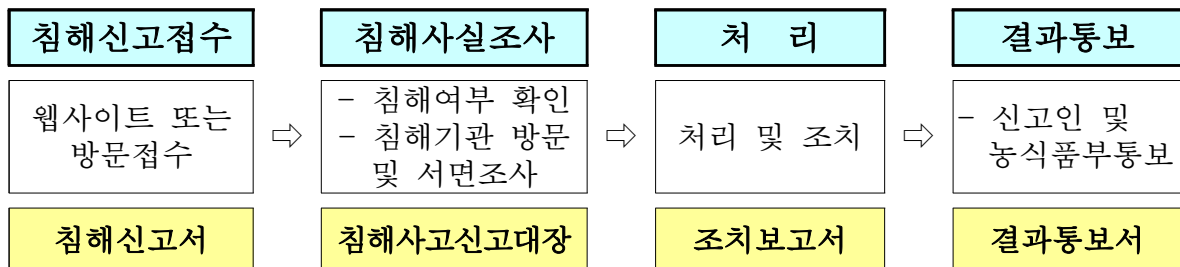 침해신고접수
침해사실조사
처 리
결과통보
웹사이트 또는
방문접수
⇨
- 침해여부 확인
- 침해기관 방문
및 서면조사
⇨
처리 및 조치
⇨
- 신고인 및
농식품부통보
침해신고서
침해사고신고대장
조치보고서
결과통보서